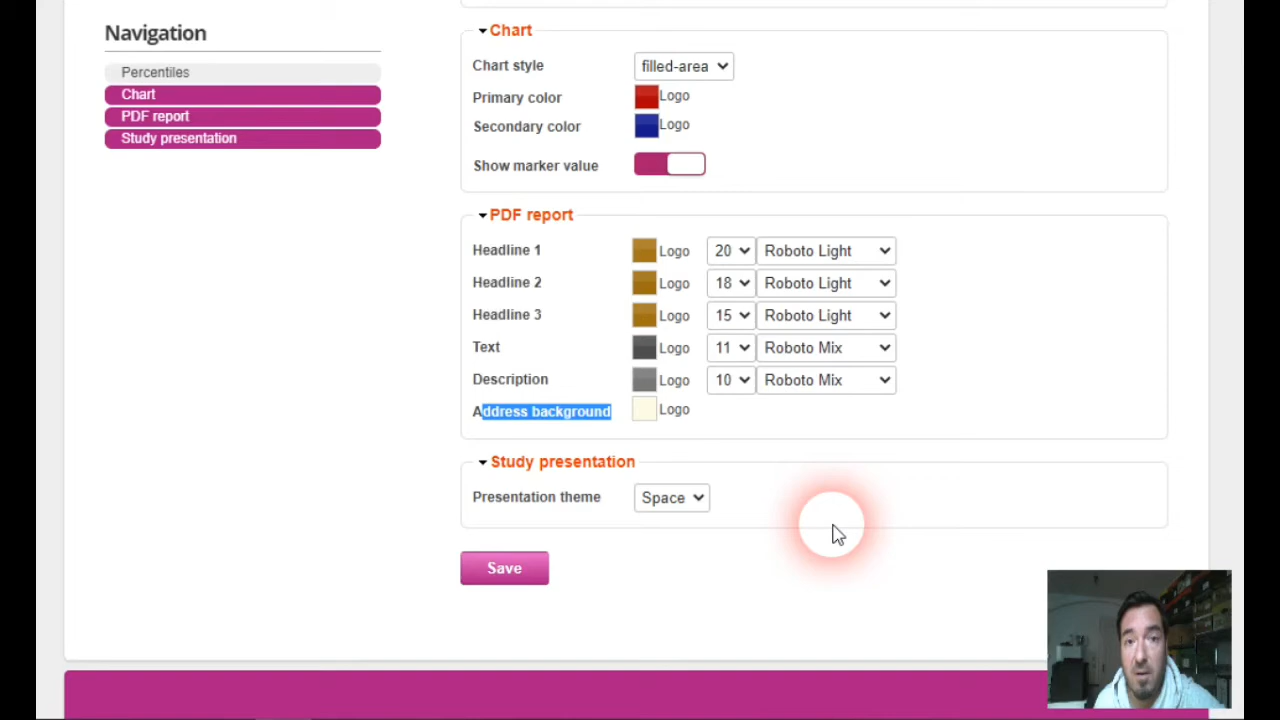 Navigation
Percentiles
Chart
PDF report
Study presentation
Chart
Chart style filled-area
Primary color Logo
Secondary color Logo
Show marker value
PDF report
Headline 1 Logo 20 Roboto Light
Headline 2 Logo 18 Roboto Light
Headline 3 Logo 15 Roboto Light
Text Logo 11 Roboto Mix
Description Logo 10 Roboto Mix
Address background Logo
Study presentation
Presentation theme Space
Save